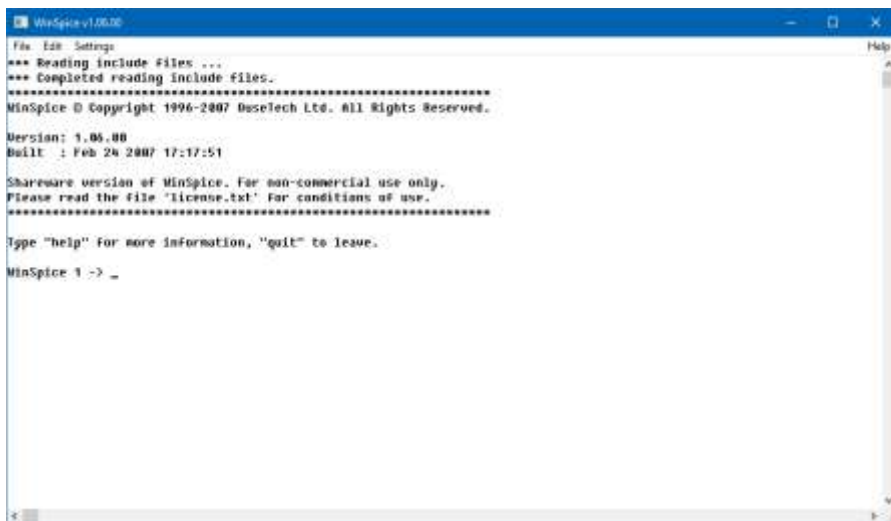 WinSpice v1.06.00
File Edit Settings Help
*** Reading include files ...
*** Completed reading include files.
******************************************************************
WinSpice © Copyright 1996-2007 OuseTech Ltd. All Rights Reserved.
Version: 1.06.00
Built : Feb 24 2007 17:17:51
Shareware version of WinSpice. For non-commercial use only.
Please read the file 'license.txt' for conditions of use.
******************************************************************
Type "help" for more information, "quit" to leave.
WinSpice 1 -> _